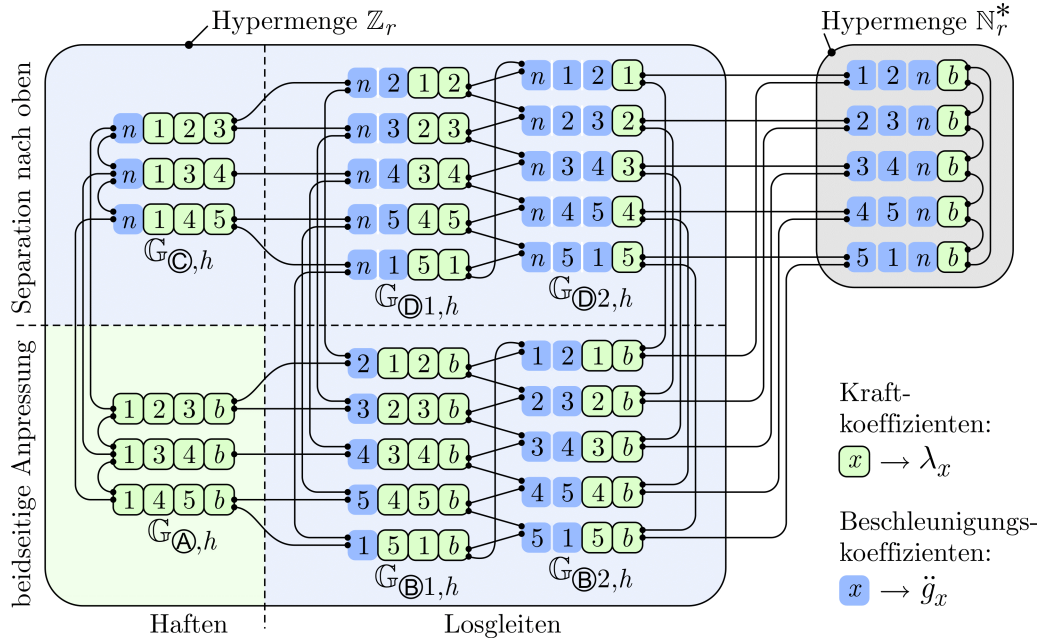 Hypermenge ℤ_r
Hypermenge ℕ_r^*
Separation nach oben
n 1 2 3
n 1 3 4
n 1 4 5
𝔾_Ⓒ,h
n 2 1 2
n 3 2 3
n 4 3 4
n 5 4 5
n 1 5 1
𝔾_Ⓓ1,h
n 1 2 1
n 2 3 2
n 3 4 3
n 4 5 4
n 5 1 5
𝔾_Ⓓ2,h
1 2 n b
2 3 n b
3 4 n b
4 5 n b
5 1 n b
beidseitige Anpressung
1 2 3 b
1 3 4 b
1 4 5 b
𝔾_Ⓐ,h
2 1 2 b
3 2 3 b
4 3 4 b
5 4 5 b
1 5 1 b
𝔾_Ⓑ1,h
1 2 1 b
2 3 2 b
3 4 3 b
4 5 4 b
5 1 5 b
𝔾_Ⓑ2,h
Haften
Losgleiten
Kraft-
koeffizienten:
x → λ_x
Beschleunigungs-
koeffizienten:
x → g̈_x